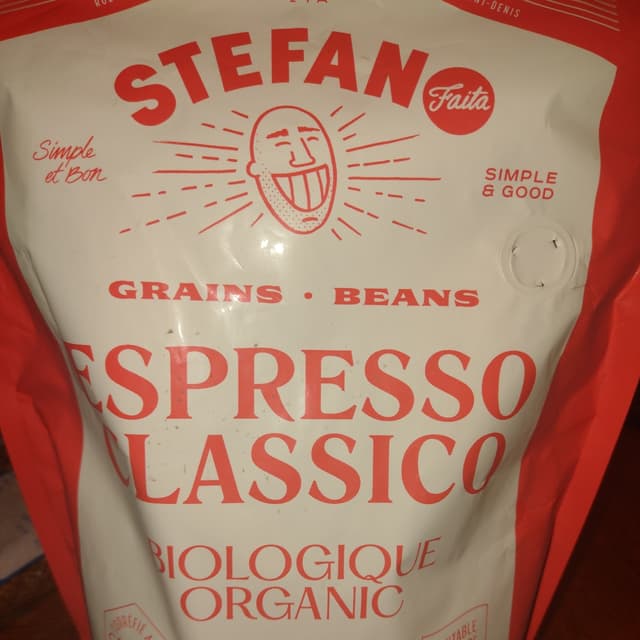 STEFANO
Faita
Simple
et Bon
SIMPLE
& GOOD
GRAINS · BEANS
ESPRESSO
CLASSICO
BIOLOGIQUE
ORGANIC